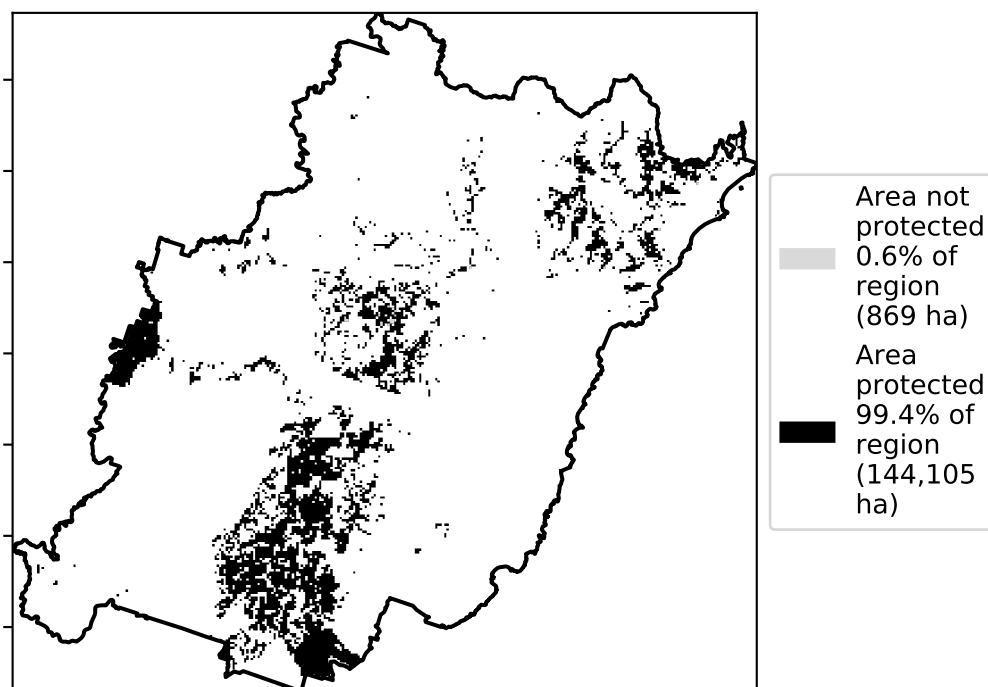 Area not
protected
0.6% of
region
(869 ha)
Area
protected
99.4% of
region
(144,105
ha)